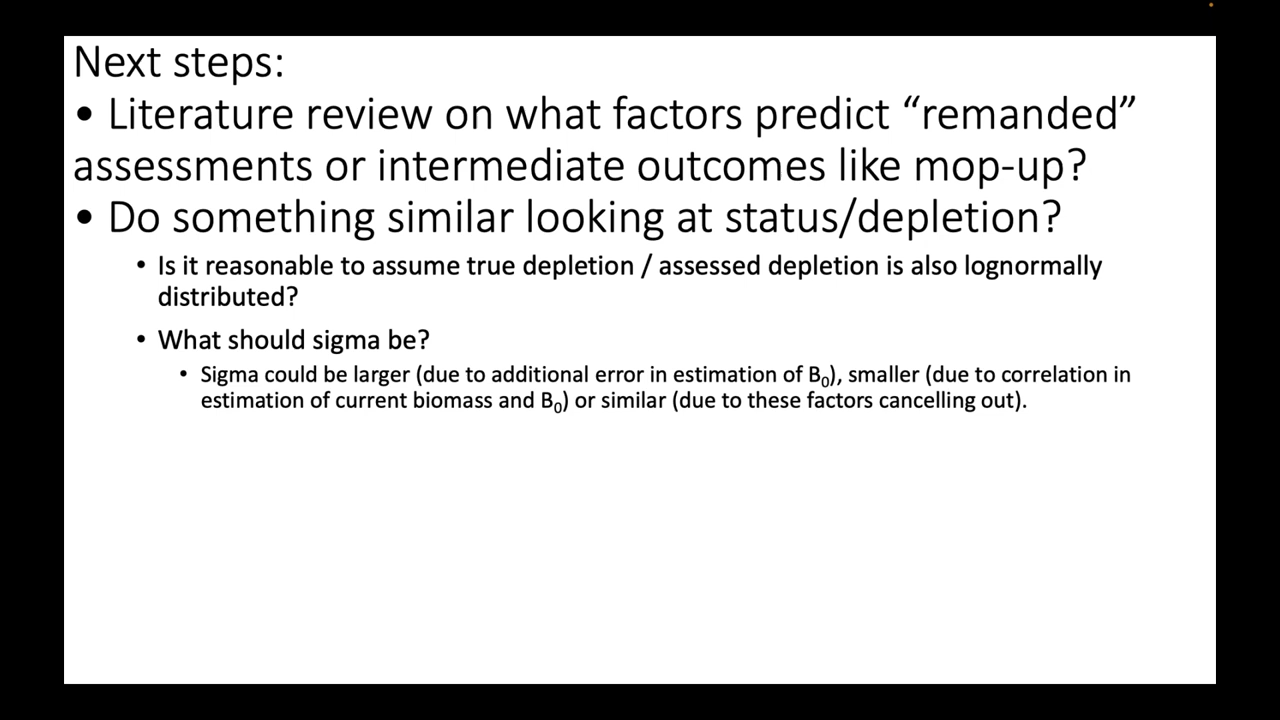 Next steps:
• Literature review on what factors predict “remanded”
assessments or intermediate outcomes like mop-up?
• Do something similar looking at status/depletion?
• Is it reasonable to assume true depletion / assessed depletion is also lognormally
distributed?
• What should sigma be?
• Sigma could be larger (due to additional error in estimation of B₀), smaller (due to correlation in
estimation of current biomass and B₀) or similar (due to these factors cancelling out).